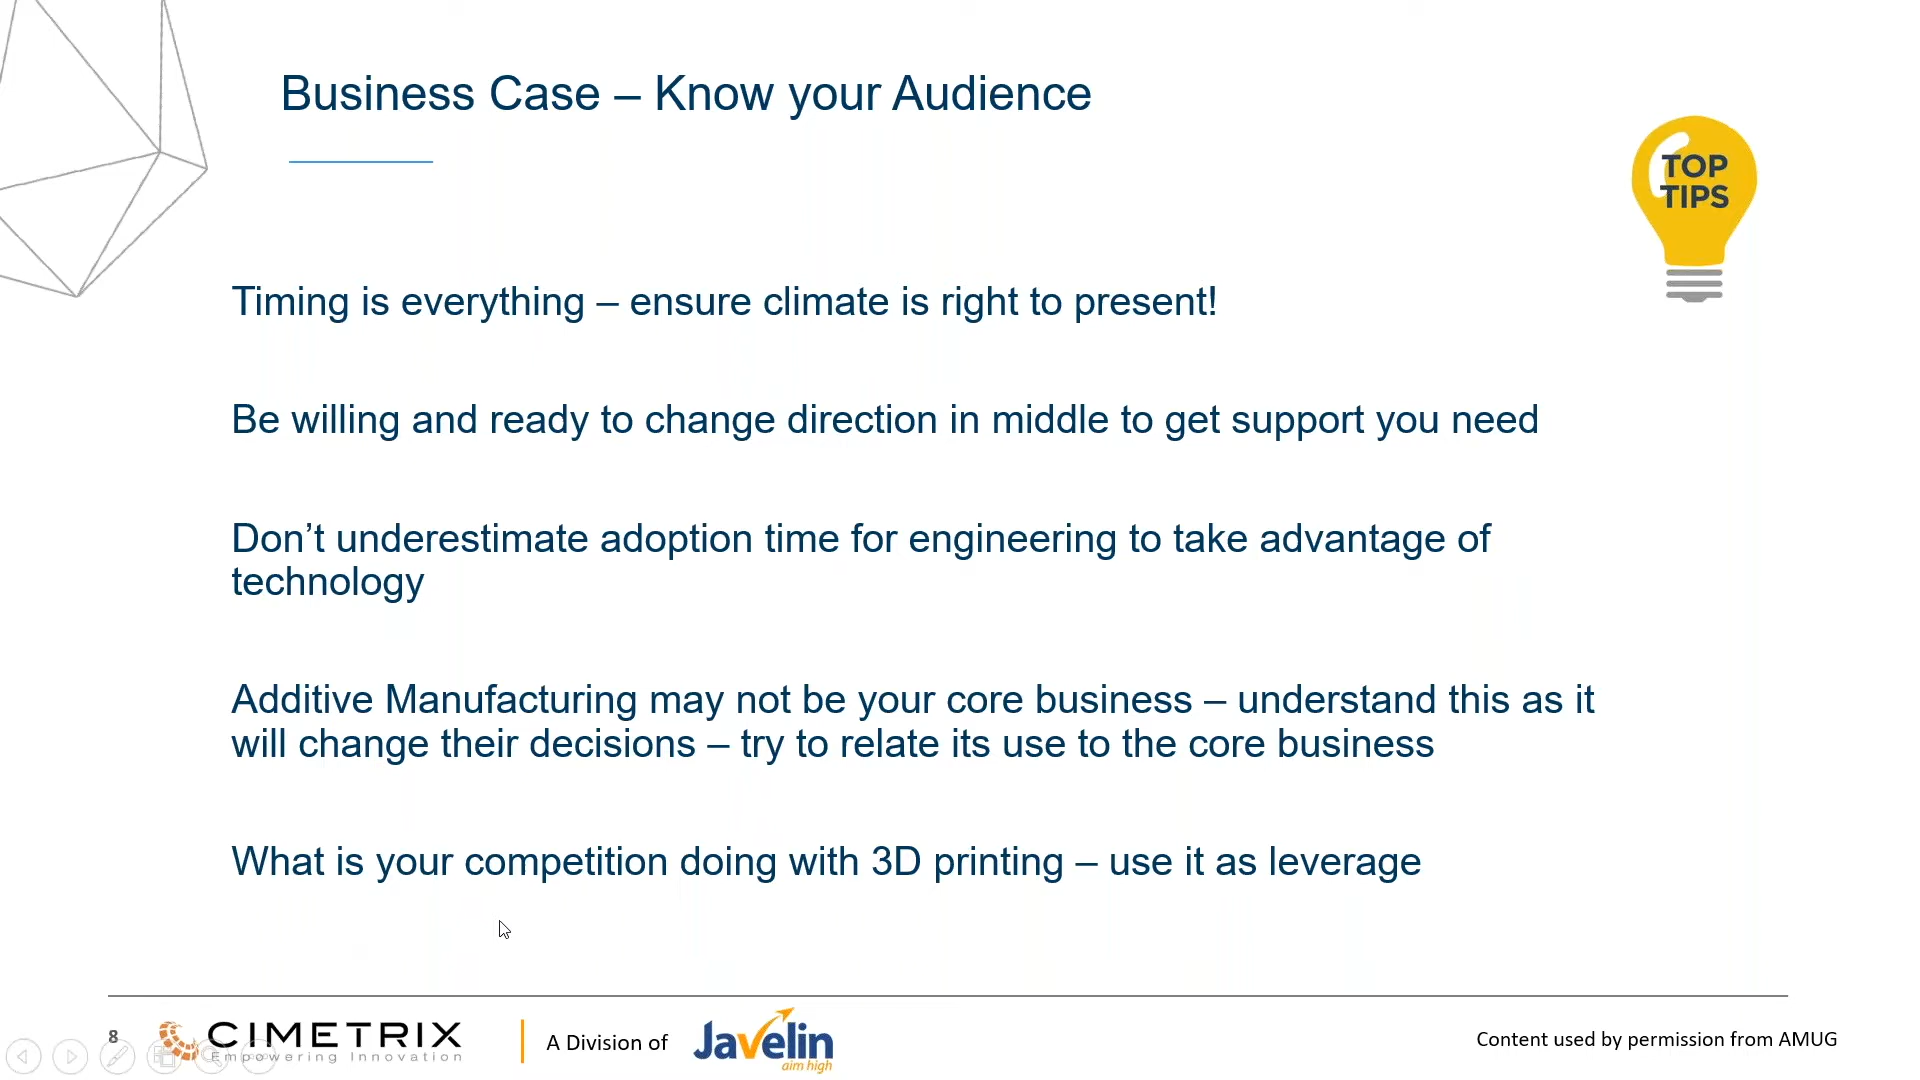 Business Case – Know your Audience
TOP
TIPS
Timing is everything – ensure climate is right to present!
Be willing and ready to change direction in middle to get support you need
Don’t underestimate adoption time for engineering to take advantage of
technology
Additive Manufacturing may not be your core business – understand this as it
will change their decisions – try to relate its use to the core business
What is your competition doing with 3D printing – use it as leverage
8
CIMETRIX
Empowering Innovation
A Division of
Javelin
aim high
Content used by permission from AMUG